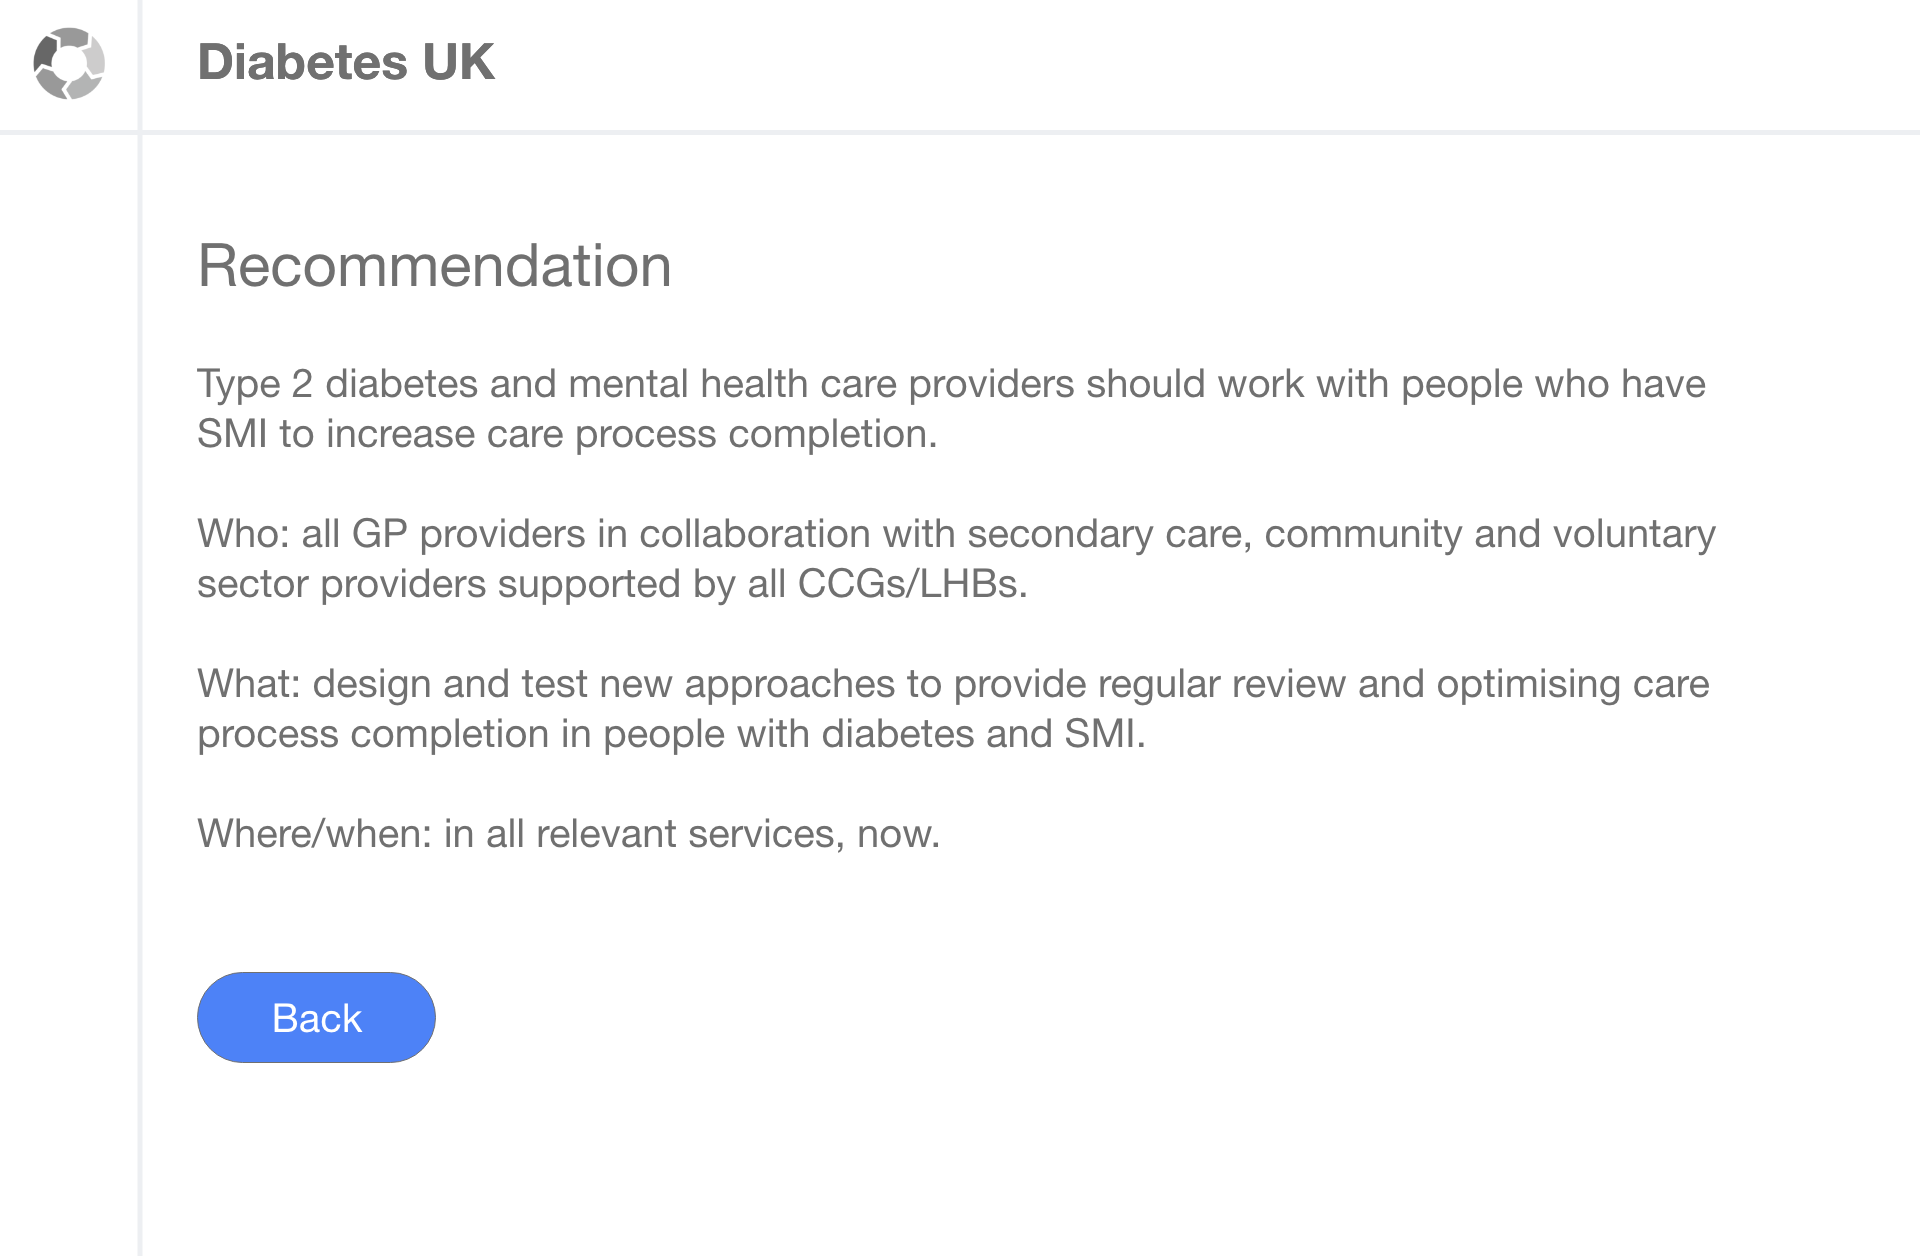 Diabetes UK
Recommendation
Type 2 diabetes and mental health care providers should work with people who have
SMI to increase care process completion.
Who: all GP providers in collaboration with secondary care, community and voluntary
sector providers supported by all CCGs/LHBs.
What: design and test new approaches to provide regular review and optimising care
process completion in people with diabetes and SMI.
Where/when: in all relevant services, now.
Back